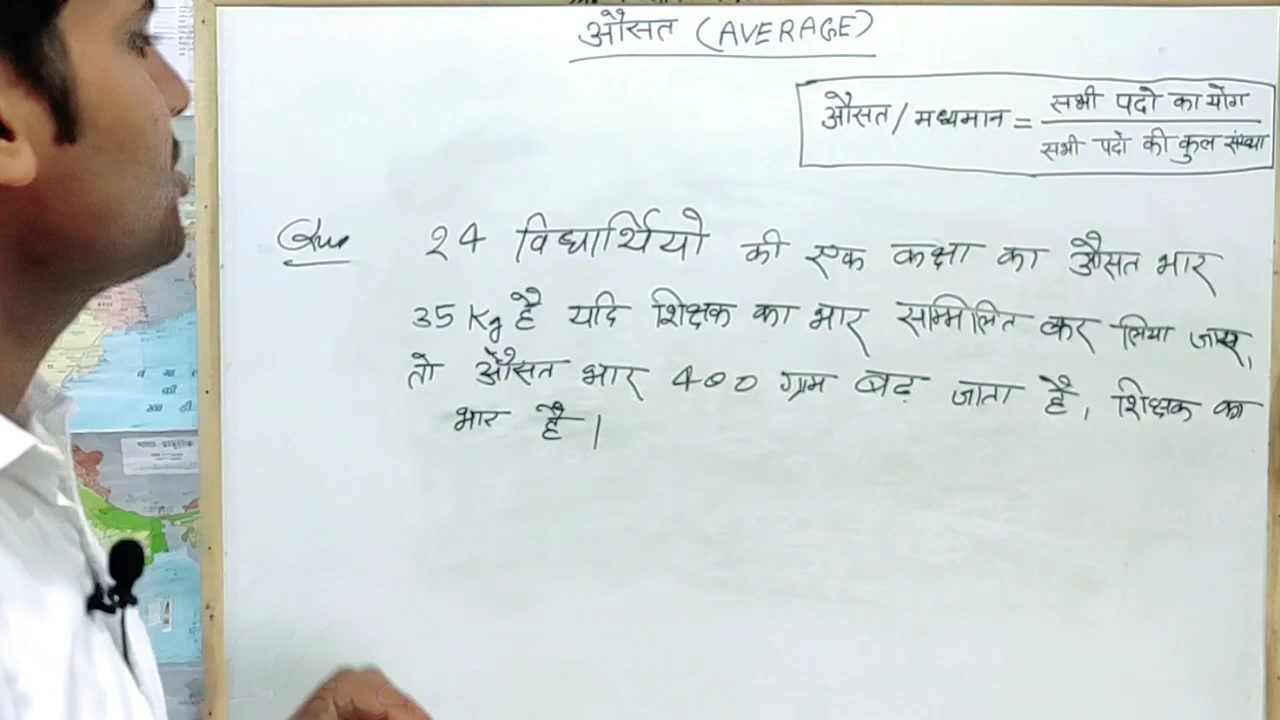 औसत (AVERAGE)
औसत / मध्यमान = सभी पदो का योग
सभी पदो की कुल संख्या
Que 24 विद्यार्थियो की एक कक्षा का औसत भार
35 Kg है यदि शिक्षक का भार सम्मिलित कर लिया जाए,
तो औसत भार 400 ग्राम बढ़ जाता है, शिक्षक का
भार है।